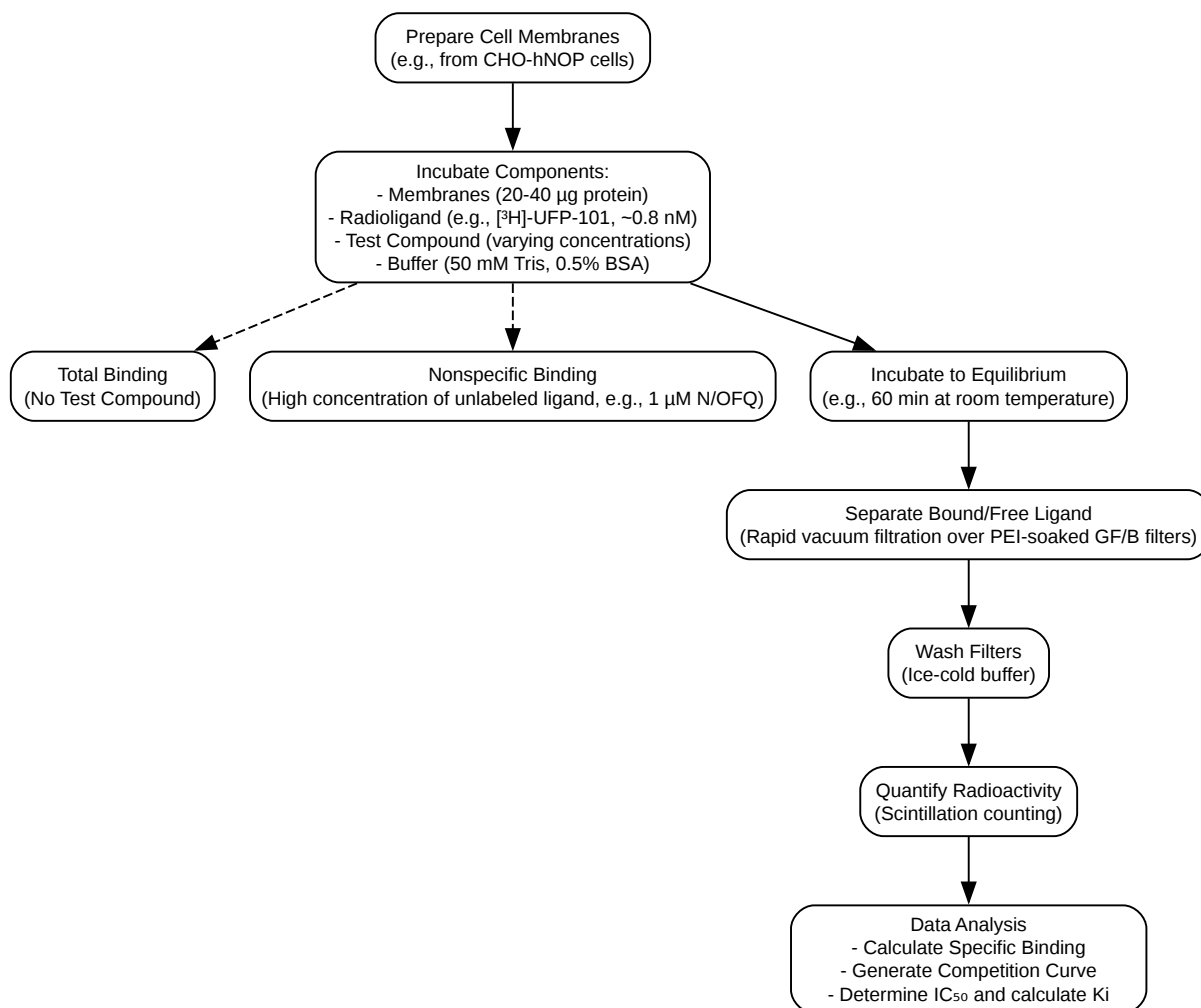 Prepare Cell Membranes
(e.g., from CHO-hNOP cells)
Incubate Components:
- Membranes (20-40 µg protein)
- Radioligand (e.g., [³H]-UFP-101, ~0.8 nM)
- Test Compound (varying concentrations)
- Buffer (50 mM Tris, 0.5% BSA)
Total Binding
(No Test Compound)
Nonspecific Binding
(High concentration of unlabeled ligand, e.g., 1 µM N/OFQ)
Incubate to Equilibrium
(e.g., 60 min at room temperature)
Separate Bound/Free Ligand
(Rapid vacuum filtration over PEI-soaked GF/B filters)
Wash Filters
(Ice-cold buffer)
Quantify Radioactivity
(Scintillation counting)
Data Analysis
- Calculate Specific Binding
- Generate Competition Curve
- Determine IC₅₀ and calculate Ki